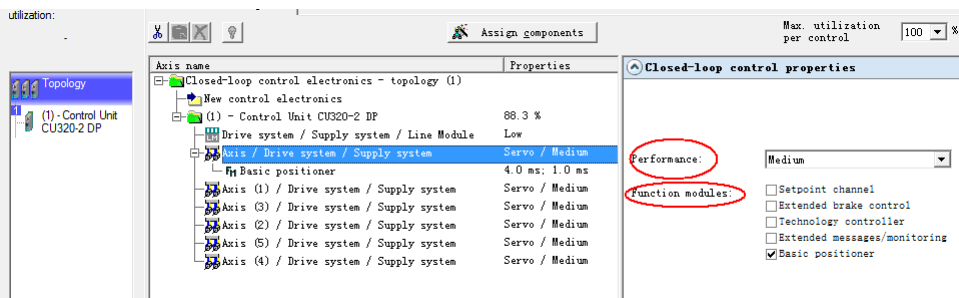 utilization:
-
Assign components
Max. utilization
per control
100
%
Topology
1
(1) - Control Unit
CU320-2 DP
Axis name
Properties
Closed-loop control electronics - topology (1)
New control electronics
(1) - Control Unit CU320-2 DP
88.3 %
Drive system / Supply system / Line Module
Low
Axis / Drive system / Supply system
Servo / Medium
Basic positioner
4.0 ms; 1.0 ms
Axis (1) / Drive system / Supply system
Servo / Medium
Axis (3) / Drive system / Supply system
Servo / Medium
Axis (2) / Drive system / Supply system
Servo / Medium
Axis (5) / Drive system / Supply system
Servo / Medium
Axis (4) / Drive system / Supply system
Servo / Medium
Closed-loop control properties
Performance:
Medium
Function modules:
Setpoint channel
Extended brake control
Technology controller
Extended messages/monitoring
Basic positioner